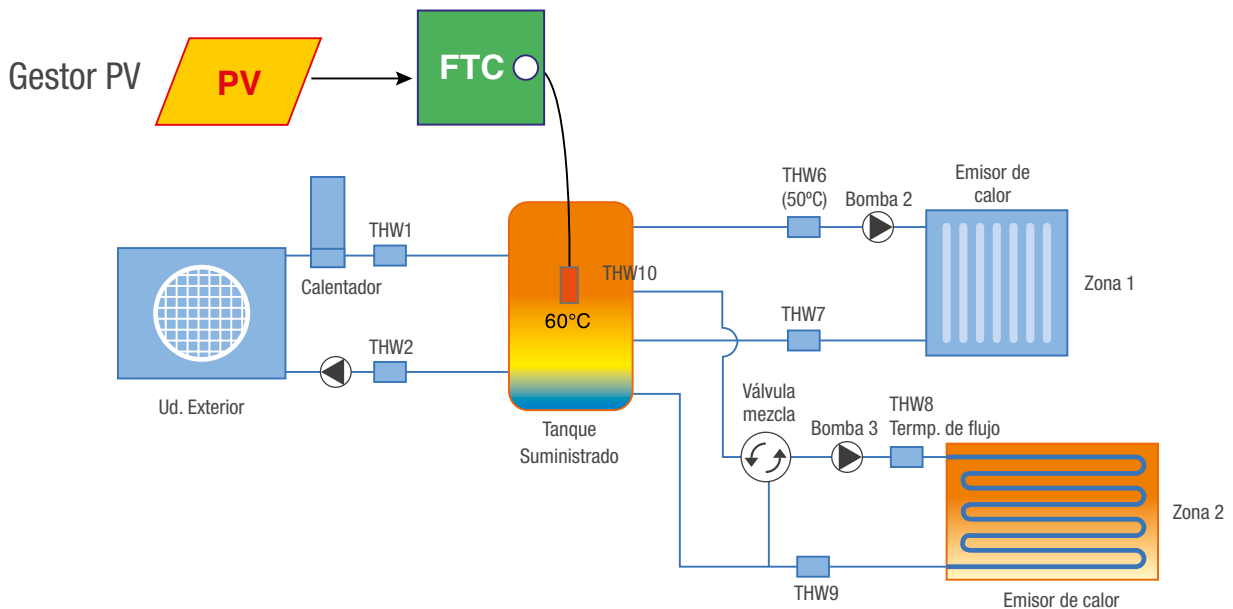 Gestor PV
PV
FTC
THW6
(50ºC)
Bomba 2
Emisor de
calor
Zona 1
THW1
Calentador
THW10
60°C
THW7
THW2
Ud. Exterior
Tanque
Suministrado
Válvula
mezcla
Bomba 3
THW8
Termp. de flujo
Zona 2
THW9
Emisor de calor